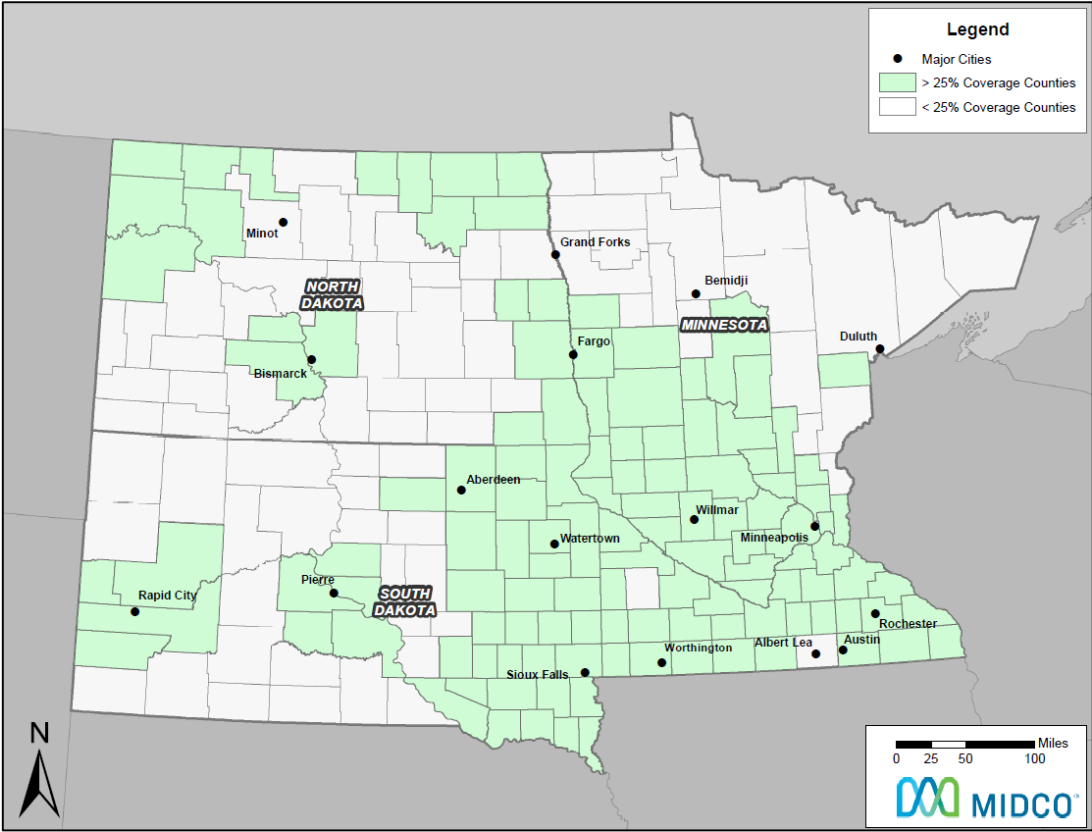 Legend
Major Cities
> 25% Coverage Counties
< 25% Coverage Counties
Minot
Grand Forks
NORTH
DAKOTA
Bemidji
MINNESOTA
Duluth
Fargo
Bismarck
Aberdeen
Willmar
Watertown
Minneapolis
Pierre
SOUTH
DAKOTA
Rapid City
Rochester
Albert Lea
Austin
Worthington
Sioux Falls
N
Miles
0 25 50 100
MIDCO